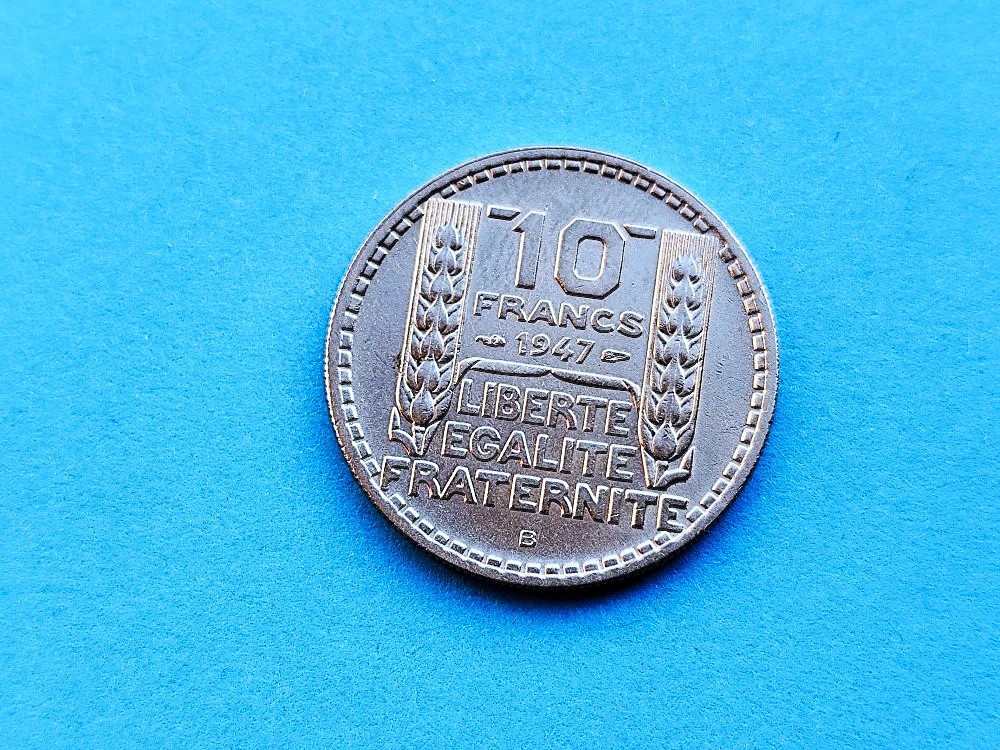 10
FRANCS
1947
LIBERTE
EGALITE
FRATERNITE
B